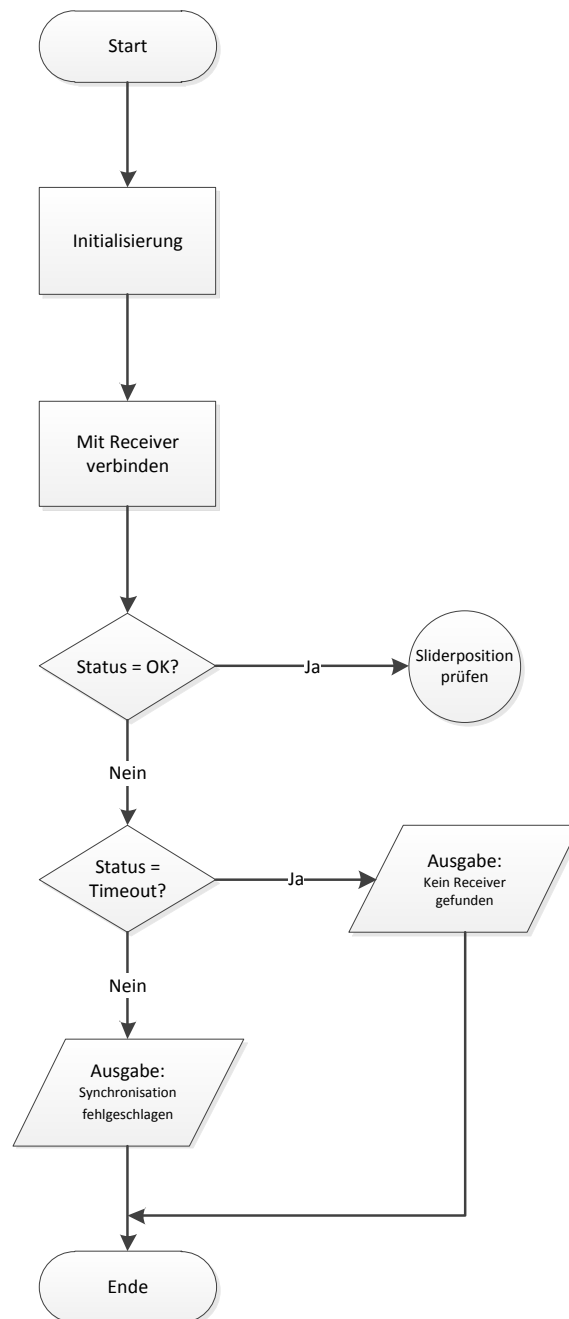 Start
Initialisierung
Mit Receiver
verbinden
Status = OK?
Ja
Sliderposition
prüfen
Nein
Status =
Timeout?
Ja
Ausgabe:
Kein Receiver
gefunden
Nein
Ausgabe:
Synchronisation
fehlgeschlagen
Ende